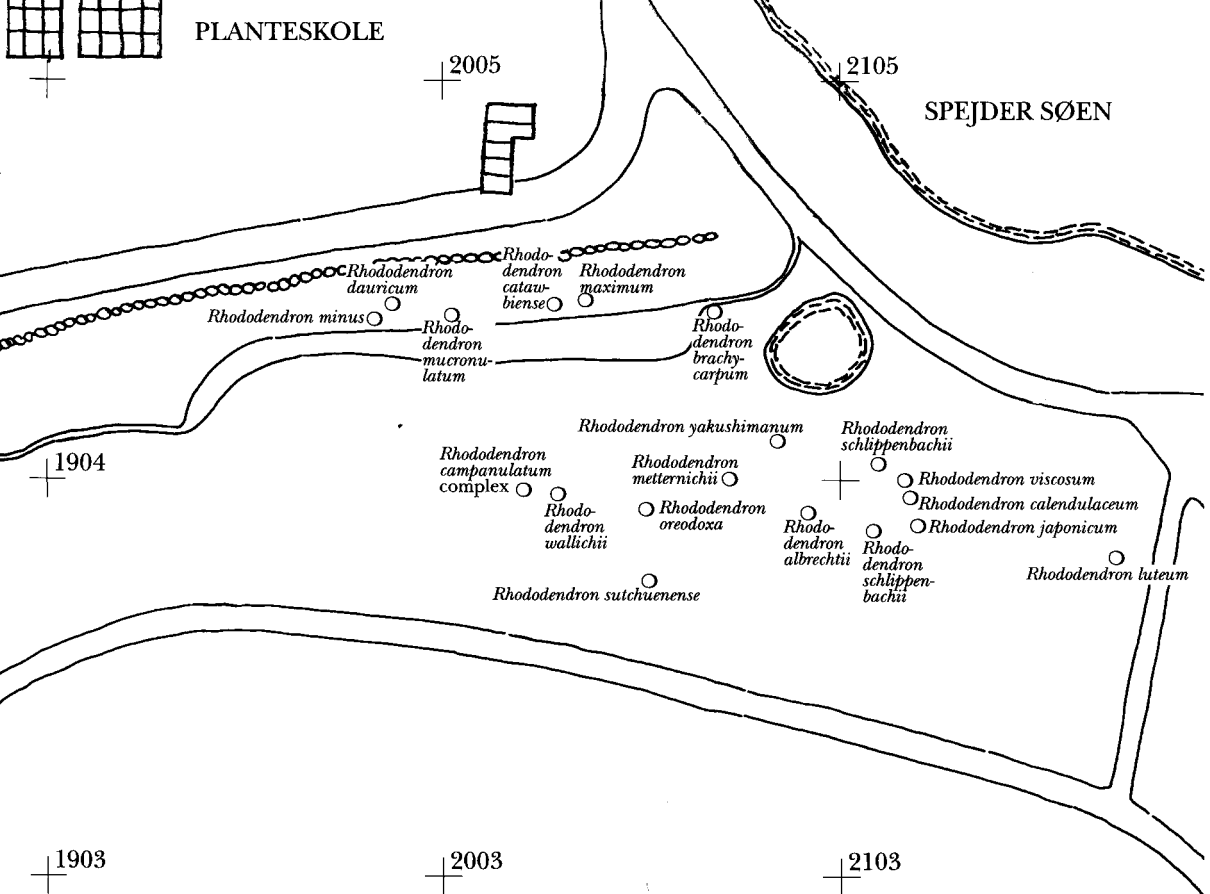 PLANTESKOLE
2005
2105
SPEJDER SØEN
Rhododendron
dauricum
Rhodo-
dendron
cataw-
biense
Rhododendron
maximum
Rhododendron minus
Rhodo-
dendron
mucronu-
latum
Rhodo-
dendron
brachy-
carpum
Rhododendron yakushimanum
Rhododendron
schlippenbachii
1904
Rhododendron
campanulatum
complex
Rhododendron
metternichii
Rhododendron viscosum
Rhododendron calendulaceum
Rhodo-
dendron
wallichii
Rhododendron
oreodoxa
Rhodo-
dendron
albrechtii
Rhododendron japonicum
Rhodo-
dendron
schlippen-
bachii
Rhododendron luteum
Rhododendron sutchuenense
1903
2003
2103